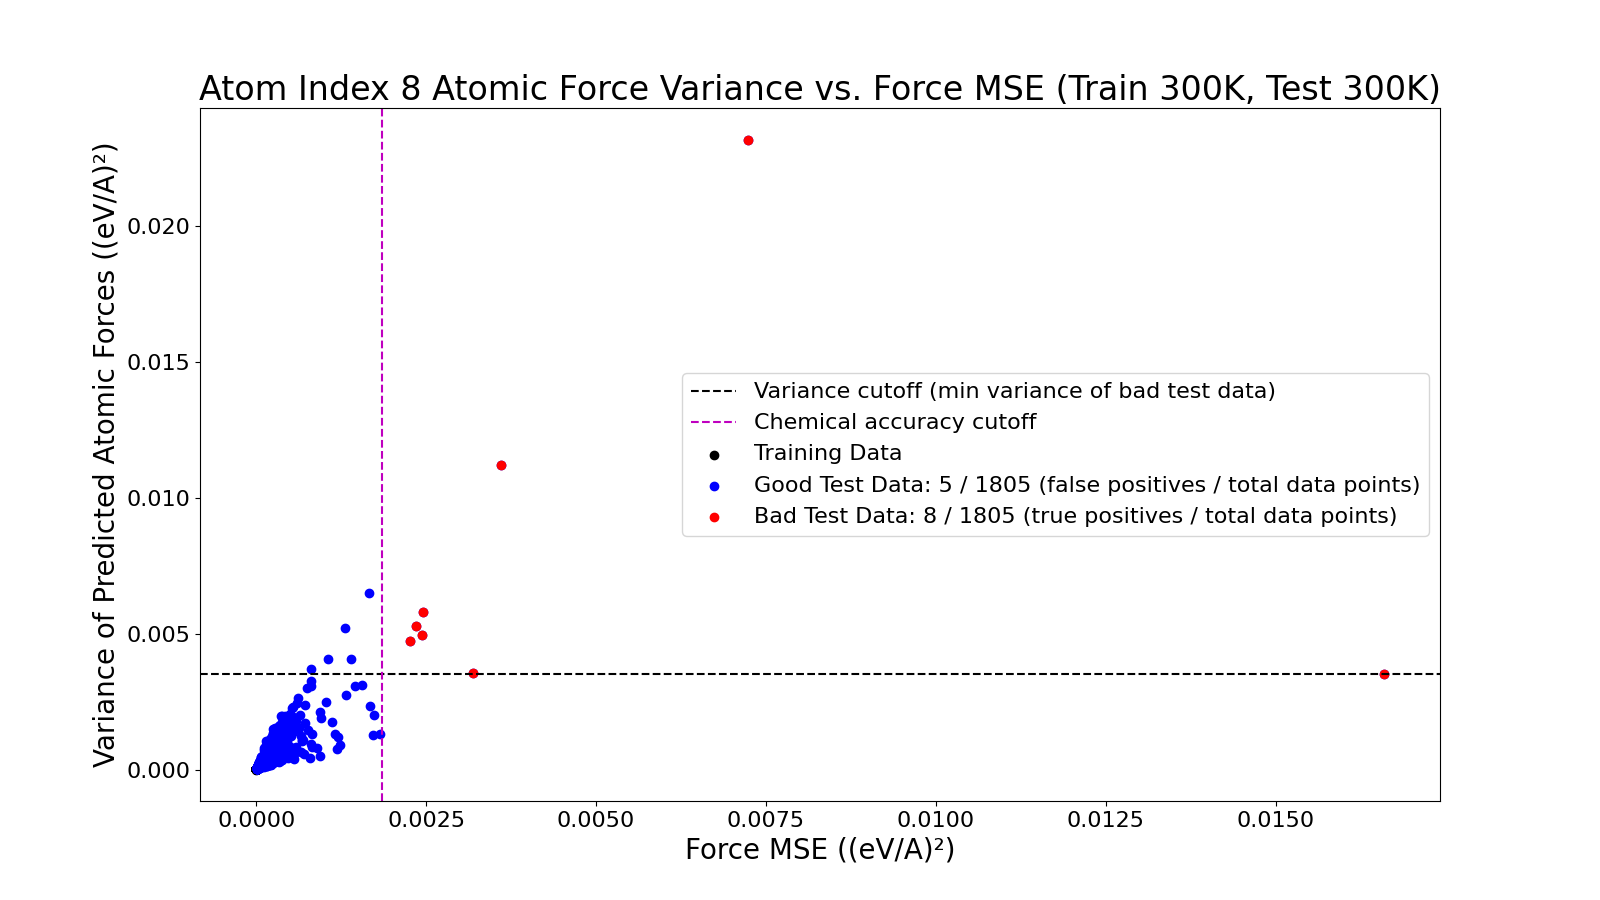 Atom Index 8 Atomic Force Variance vs. Force MSE (Train 300K, Test 300K)
Variance of Predicted Atomic Forces ((eV/A)²)
0.020
0.015
0.010
0.005
0.000
Variance cutoff (min variance of bad test data)
Chemical accuracy cutoff
Training Data
Good Test Data: 5 / 1805 (false positives / total data points)
Bad Test Data: 8 / 1805 (true positives / total data points)
0.0000 0.0025 0.0050 0.0075 0.0100 0.0125 0.0150
Force MSE ((eV/A)²)